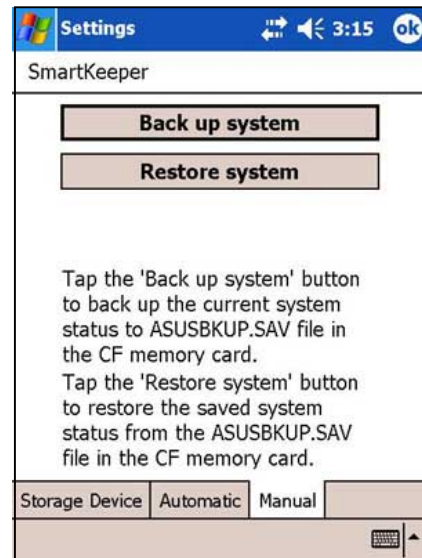 Settings 3:15 ok
SmartKeeper
Back up system
Restore system
Tap the 'Back up system' button
to back up the current system
status to ASUSBKUP.SAV file in
the CF memory card.
Tap the 'Restore system' button
to restore the saved system
status from the ASUSBKUP.SAV
file in the CF memory card.
Storage Device Automatic Manual